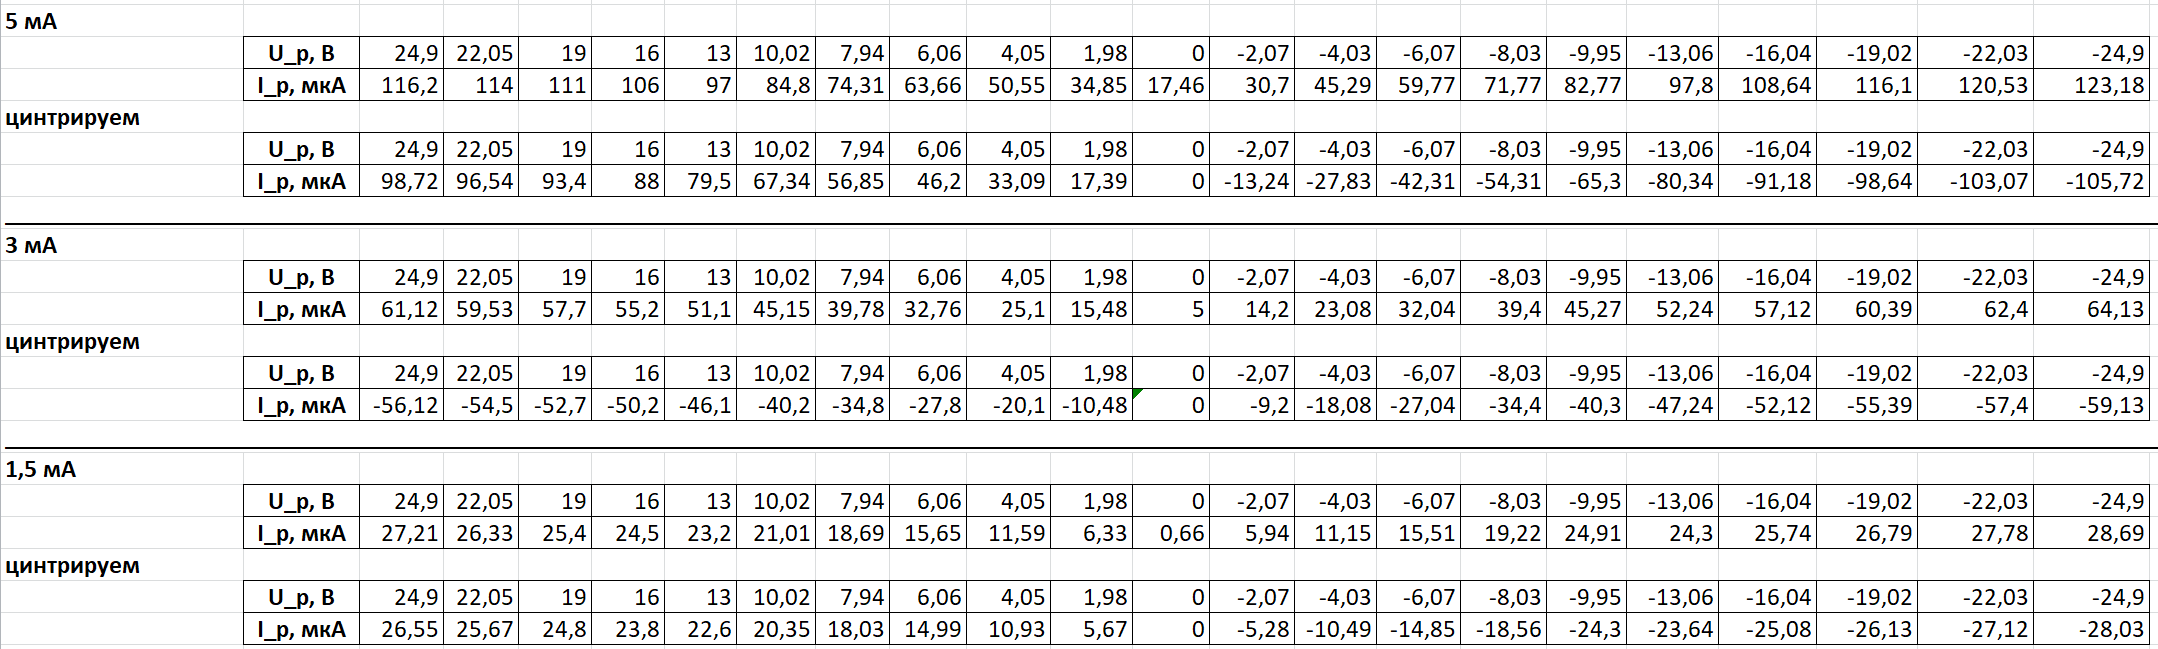 5 мА
U_p, В 24,9 22,05 19 16 13 10,02 7,94 6,06 4,05 1,98 0 -2,07 -4,03 -6,07 -8,03 -9,95 -13,06 -16,04 -19,02 -22,03 -24,9
I_p, мкА 116,2 114 111 106 97 84,8 74,31 63,66 50,55 34,85 17,46 30,7 45,29 59,77 71,77 82,77 97,8 108,64 116,1 120,53 123,18
цинтрируем
U_p, В 24,9 22,05 19 16 13 10,02 7,94 6,06 4,05 1,98 0 -2,07 -4,03 -6,07 -8,03 -9,95 -13,06 -16,04 -19,02 -22,03 -24,9
I_p, мкА 98,72 96,54 93,4 88 79,5 67,34 56,85 46,2 33,09 17,39 0 -13,24 -27,83 -42,31 -54,31 -65,3 -80,34 -91,18 -98,64 -103,07 -105,72
3 мА
U_p, В 24,9 22,05 19 16 13 10,02 7,94 6,06 4,05 1,98 0 -2,07 -4,03 -6,07 -8,03 -9,95 -13,06 -16,04 -19,02 -22,03 -24,9
I_p, мкА 61,12 59,53 57,7 55,2 51,1 45,15 39,78 32,76 25,1 15,48 5 14,2 23,08 32,04 39,4 45,27 52,24 57,12 60,39 62,4 64,13
цинтрируем
U_p, В 24,9 22,05 19 16 13 10,02 7,94 6,06 4,05 1,98 0 -2,07 -4,03 -6,07 -8,03 -9,95 -13,06 -16,04 -19,02 -22,03 -24,9
I_p, мкА -56,12 -54,5 -52,7 -50,2 -46,1 -40,2 -34,8 -27,8 -20,1 -10,48 0 -9,2 -18,08 -27,04 -34,4 -40,3 -47,24 -52,12 -55,39 -57,4 -59,13
1,5 мА
U_p, В 24,9 22,05 19 16 13 10,02 7,94 6,06 4,05 1,98 0 -2,07 -4,03 -6,07 -8,03 -9,95 -13,06 -16,04 -19,02 -22,03 -24,9
I_p, мкА 27,21 26,33 25,4 24,5 23,2 21,01 18,69 15,65 11,59 6,33 0,66 5,94 11,15 15,51 19,22 24,91 24,3 25,74 26,79 27,78 28,69
цинтрируем
U_p, В 24,9 22,05 19 16 13 10,02 7,94 6,06 4,05 1,98 0 -2,07 -4,03 -6,07 -8,03 -9,95 -13,06 -16,04 -19,02 -22,03 -24,9
I_p, мкА 26,55 25,67 24,8 23,8 22,6 20,35 18,03 14,99 10,93 5,67 0 -5,28 -10,49 -14,85 -18,56 -24,3 -23,64 -25,08 -26,13 -27,12 -28,03